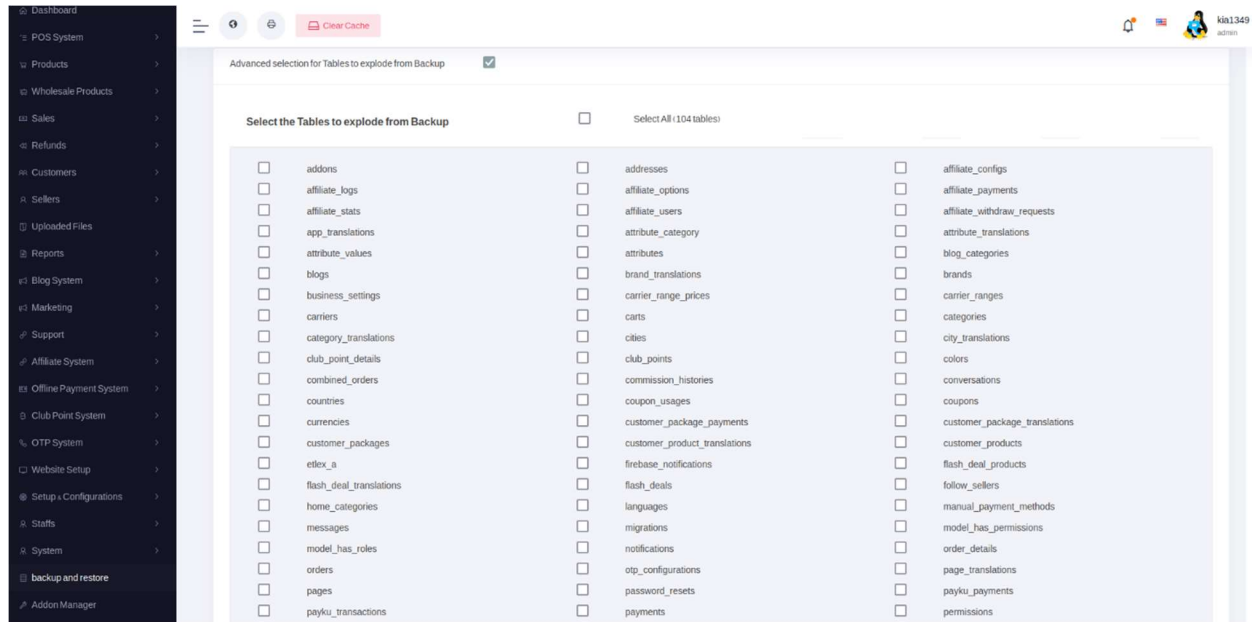 Dashboard
POS System
Products
Wholesale Products
Sales
Refunds
Customers
Sellers
Uploaded Files
Reports
Blog System
Marketing
Support
Affiliate System
Offline Payment System
Club Point System
OTP System
Website Setup
Setup & Configurations
Staffs
System
backup and restore
Addon Manager
Clear Cache
kia1349
admin
Advanced selection for Tables to explode from Backup
Select the Tables to explode from Backup
Select All (104 tables)
addons addresses affiliate_configs
affiliate_logs affiliate_options affiliate_payments
affiliate_stats affiliate_users affiliate_withdraw_requests
app_translations attribute_category attribute_translations
attribute_values attributes blog_categories
blogs brand_translations brands
business_settings carrier_range_prices carrier_ranges
carriers carts categories
category_translations cities city_translations
club_point_details club_points colors
combined_orders commission_histories conversations
countries coupon_usages coupons
currencies customer_package_payments customer_package_translations
customer_packages customer_product_translations customer_products
etlex_a firebase_notifications flash_deal_products
flash_deal_translations flash_deals follow_sellers
home_categories languages manual_payment_methods
messages migrations model_has_permissions
model_has_roles notifications order_details
orders otp_configurations page_translations
pages password_resets payku_payments
payku_transactions payments permissions